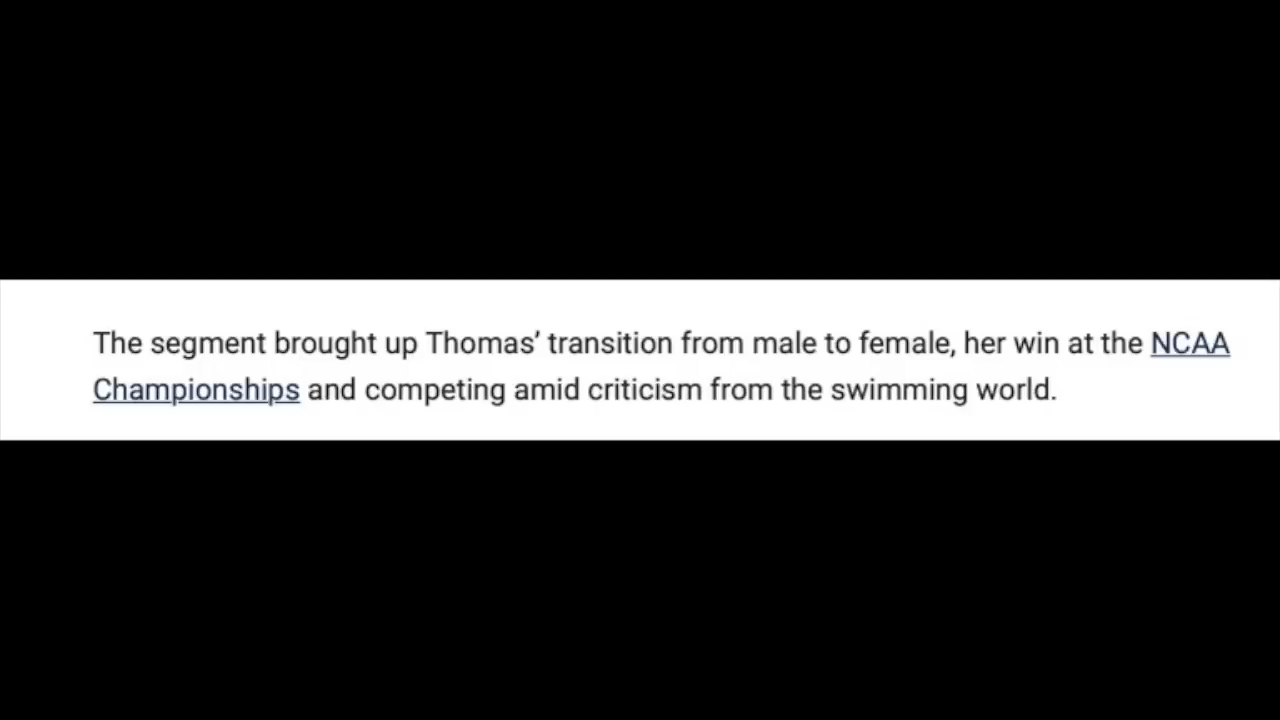 The segment brought up Thomas’ transition from male to female, her win at the NCAA
Championships and competing amid criticism from the swimming world.